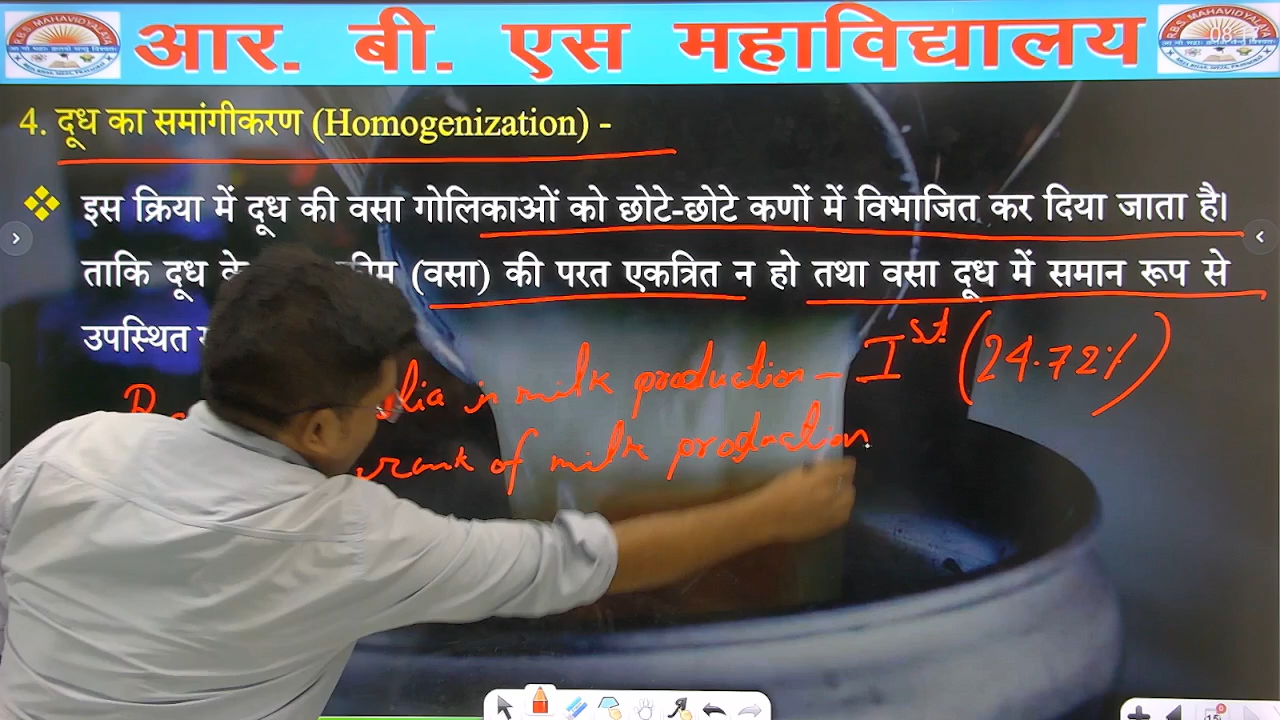 आर. बी. एस महाविद्यालय
4. दूध का समांगीकरण (Homogenization) -
इस क्रिया में दूध की वसा गोलिकाओं को छोटे-छोटे कणों में विभाजित कर दिया जाता है।
ताकि दूध (वसा) की परत एकत्रित न हो तथा वसा दूध में समान रूप से
उपस्थित
in milk production - Ist (24.72%)
rank of milk production